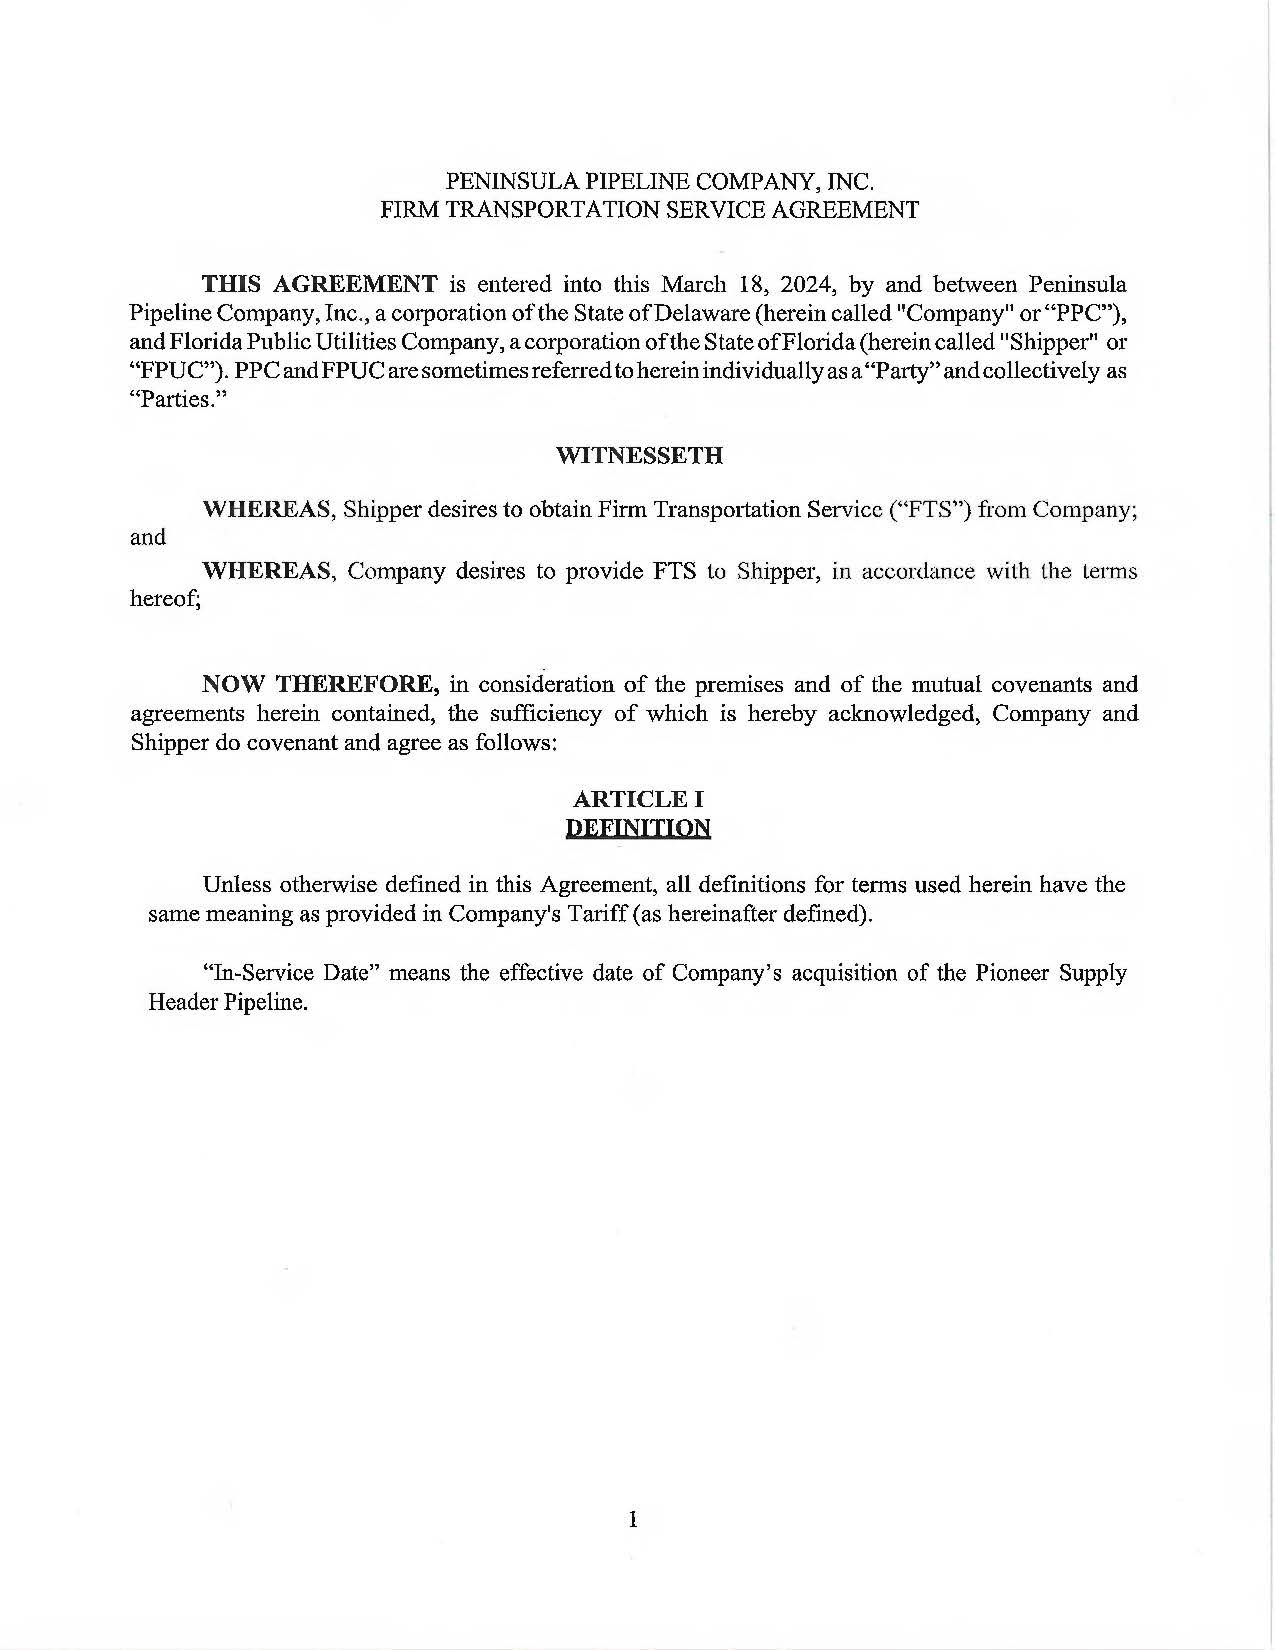 PENINSULA PIPELINE COMPANY, INC.
FIRM TRANSPORTATION SERVICE AGREEMENT
THIS AGREEMENT is entered into this March 18, 2024, by and between Peninsula
Pipeline Company, Inc., a corporation of the State of Delaware (herein called "Company" or “PPC”),
and Florida Public Utilities Company, a corporation of the State of Florida (herein called "Shipper" or
“FPUC”). PPC and FPUC are sometimes referred to herein individually as a “Party” and collectively as
“Parties.”
WITNESSETH
WHEREAS, Shipper desires to obtain Firm Transportation Service (“FTS”) from Company;
and
WHEREAS, Company desires to provide FTS to Shipper, in accordance with the terms
hereof;
NOW THEREFORE, in consideration of the premises and of the mutual covenants and
agreements herein contained, the sufficiency of which is hereby acknowledged, Company and
Shipper do covenant and agree as follows:
ARTICLE I
DEFINITION
Unless otherwise defined in this Agreement, all definitions for terms used herein have the
same meaning as provided in Company's Tariff (as hereinafter defined).
“In-Service Date” means the effective date of Company’s acquisition of the Pioneer Supply
Header Pipeline.
1